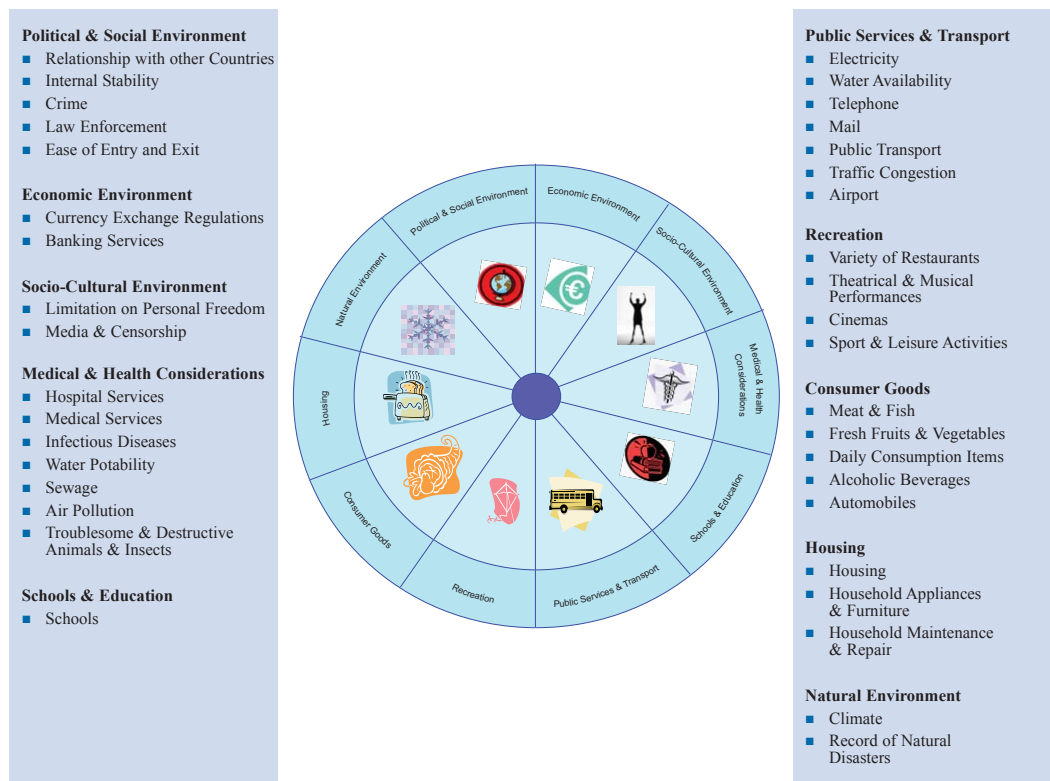 Political & Social Environment
Relationship with other Countries
Internal Stability
Crime
Law Enforcement
Ease of Entry and Exit
Economic Environment
Currency Exchange Regulations
Banking Services
Socio-Cultural Environment
Limitation on Personal Freedom
Media & Censorship
Medical & Health Considerations
Hospital Services
Medical Services
Infectious Diseases
Water Potability
Sewage
Air Pollution
Troublesome & Destructive
Animals & Insects
Schools & Education
Schools
Political & Social Environment
Economic Environment
Socio-Cultural Environment
Medical & Health
Considerations
Schools & Education
Public Services & Transport
Recreation
Consumer Goods
Housing
Natural Environment
Public Services & Transport
Electricity
Water Availability
Telephone
Mail
Public Transport
Traffic Congestion
Airport
Recreation
Variety of Restaurants
Theatrical & Musical
Performances
Cinemas
Sport & Leisure Activities
Consumer Goods
Meat & Fish
Fresh Fruits & Vegetables
Daily Consumption Items
Alcoholic Beverages
Automobiles
Housing
Housing
Household Appliances
& Furniture
Household Maintenance
& Repair
Natural Environment
Climate
Record of Natural
Disasters